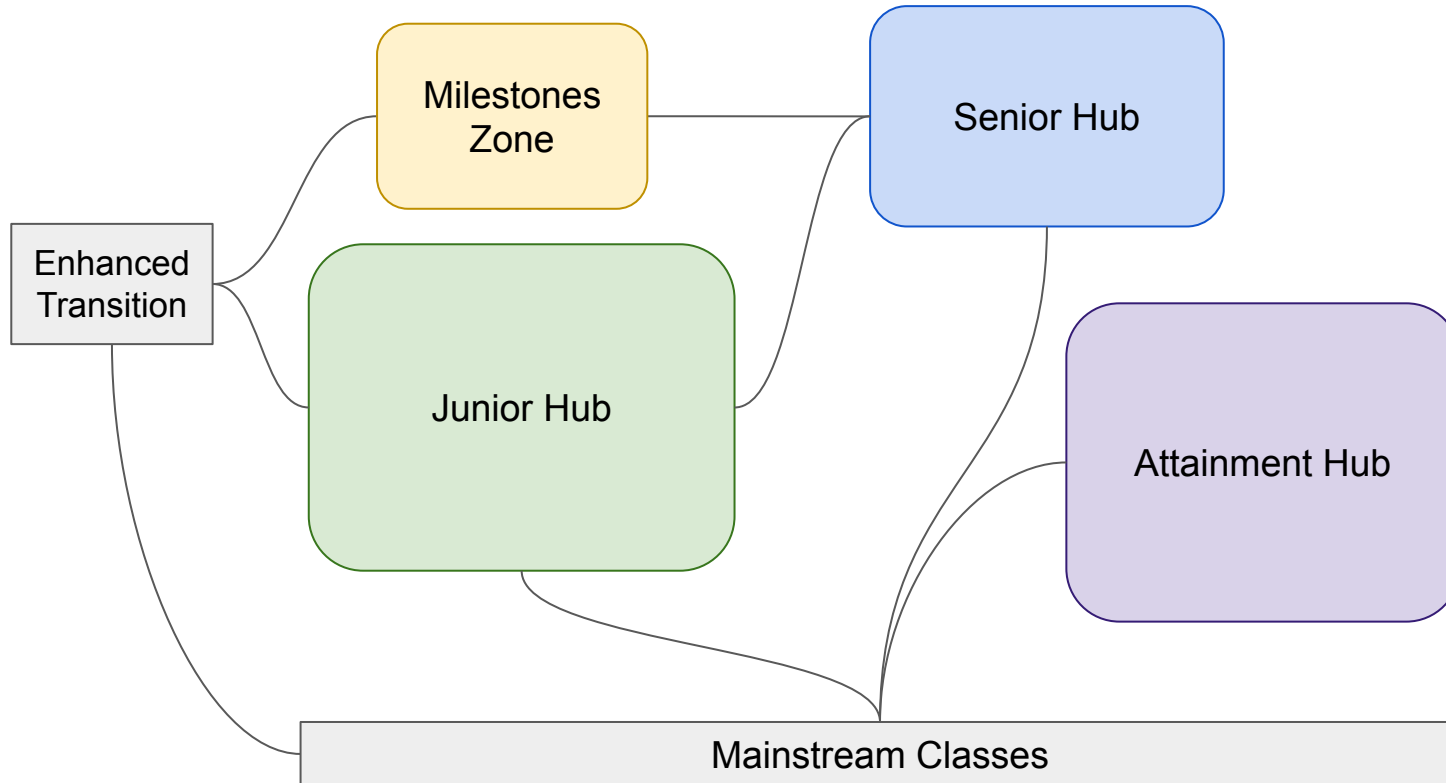 Milestones
Zone
Senior Hub
Enhanced
Transition
Junior Hub
Attainment Hub
Mainstream Classes